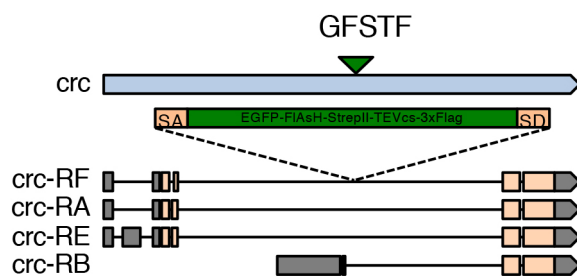 GFSTF
crc
SA EGFP-FlAsH-StrepII-TEVcs-3xFlag SD
crc-RF
crc-RA
crc-RE
crc-RB